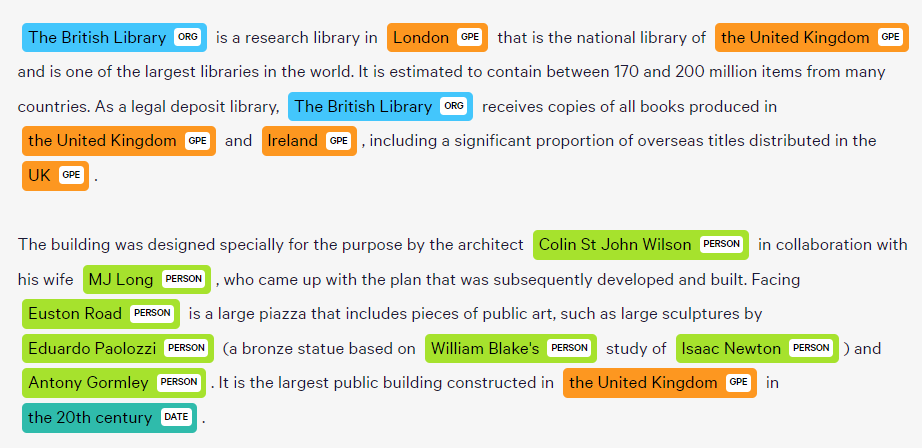 The British Library ORG is a research library in London GPE that is the national library of the United Kingdom GPE
and is one of the largest libraries in the world. It is estimated to contain between 170 and 200 million items from many
countries. As a legal deposit library, The British Library ORG receives copies of all books produced in
the United Kingdom GPE and Ireland GPE , including a significant proportion of overseas titles distributed in the
UK GPE .
The building was designed specially for the purpose by the architect Colin St John Wilson PERSON in collaboration with
his wife MJ Long PERSON , who came up with the plan that was subsequently developed and built. Facing
Euston Road PERSON is a large piazza that includes pieces of public art, such as large sculptures by
Eduardo Paolozzi PERSON (a bronze statue based on William Blake's PERSON study of Isaac Newton PERSON ) and
Antony Gormley PERSON . It is the largest public building constructed in the United Kingdom GPE in
the 20th century DATE .